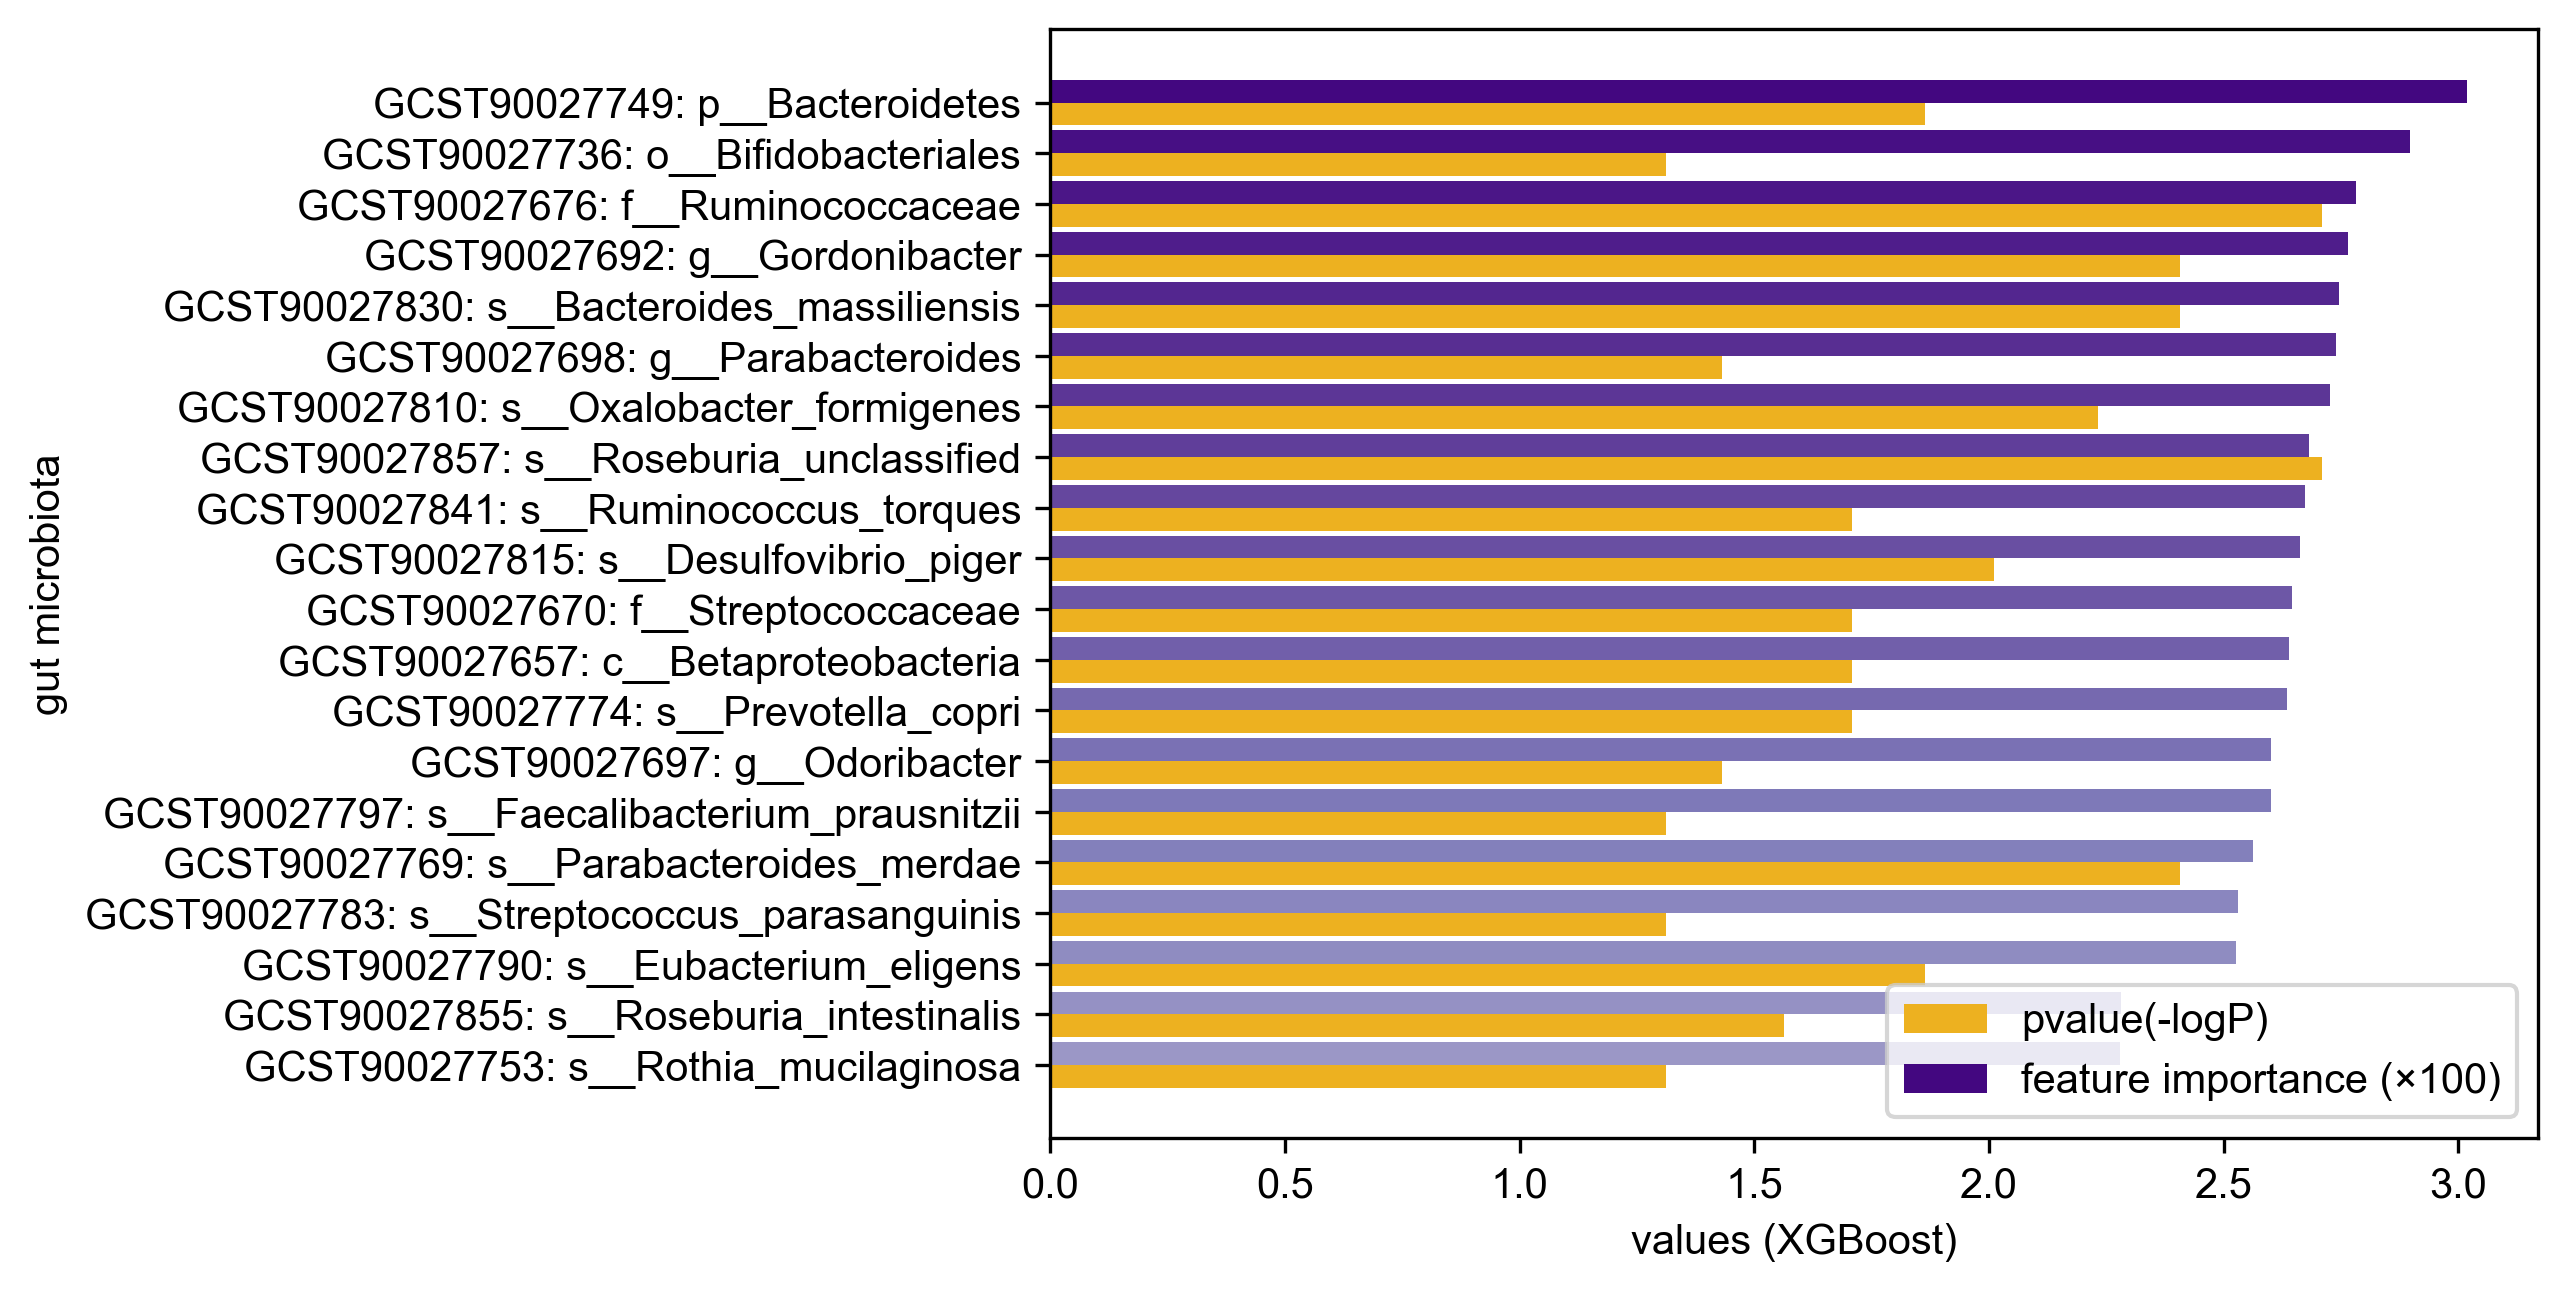 GCST90027749: p__Bacteroidetes
GCST90027736: o__Bifidobacteriales
GCST90027676: f__Ruminococcaceae
GCST90027692: g__Gordonibacter
GCST90027830: s__Bacteroides_massiliensis
GCST90027698: g__Parabacteroides
GCST90027810: s__Oxalobacter_formigenes
GCST90027857: s__Roseburia_unclassified
GCST90027841: s__Ruminococcus_torques
GCST90027815: s__Desulfovibrio_piger
GCST90027670: f__Streptococcaceae
GCST90027657: c__Betaproteobacteria
GCST90027774: s__Prevotella_copri
GCST90027697: g__Odoribacter
GCST90027797: s__Faecalibacterium_prausnitzii
GCST90027769: s__Parabacteroides_merdae
GCST90027783: s__Streptococcus_parasanguinis
GCST90027790: s__Eubacterium_eligens
GCST90027855: s__Roseburia_intestinalis
GCST90027753: s__Rothia_mucilaginosa
gut microbiota
pvalue(-logP)
feature importance (×100)
0.0 0.5 1.0 1.5 2.0 2.5 3.0
values (XGBoost)